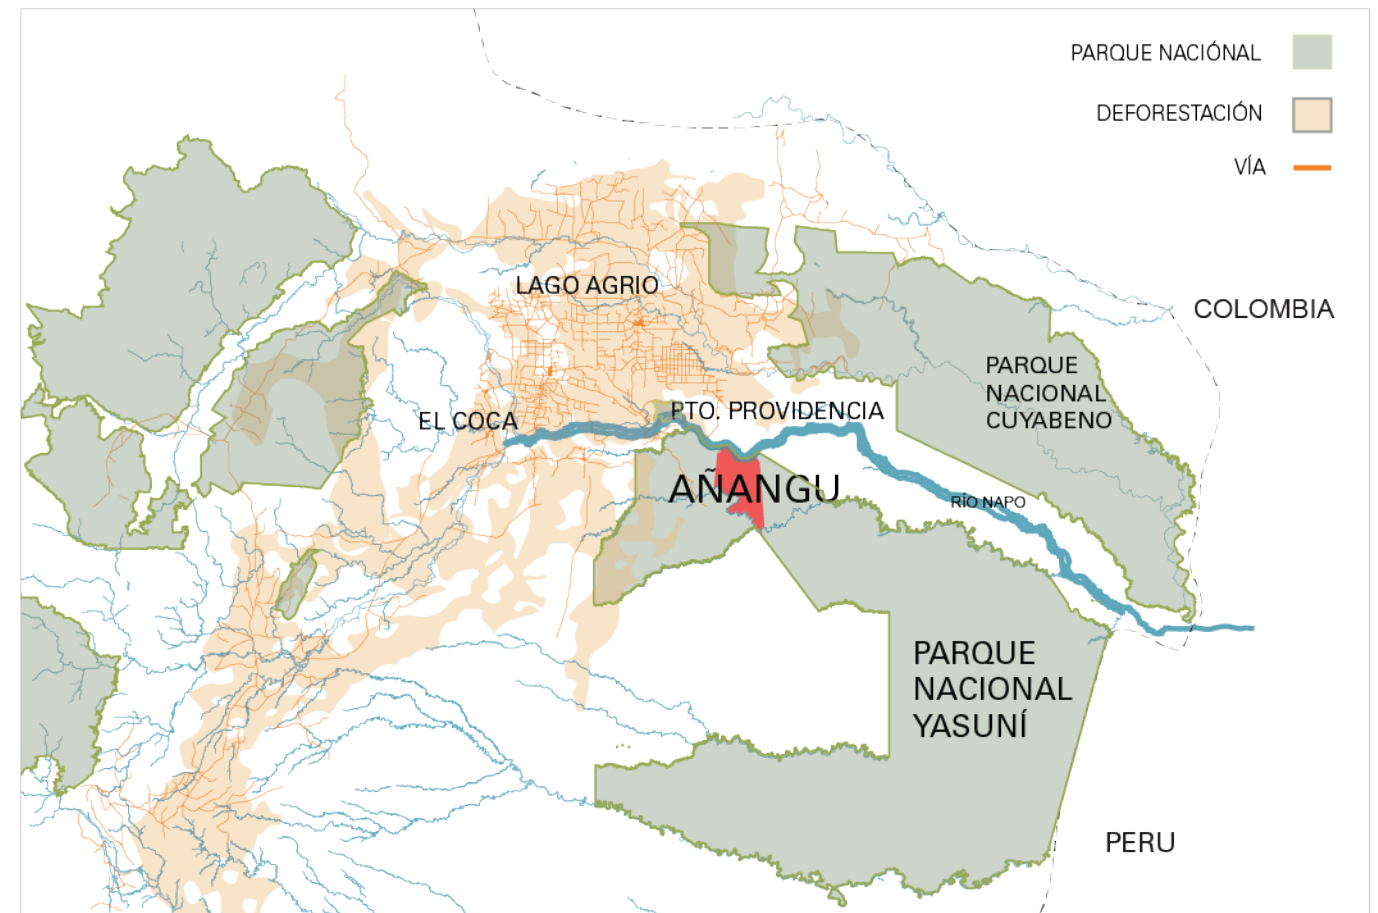 PARQUE NACIÓNAL
DEFORESTACIÓN
VÍA
LAGO AGRIO
COLOMBIA
PARQUE
NACIONAL
CUYABENO
EL COCA
PTO. PROVIDENCIA
AÑANGU
RÍO NAPO
PARQUE
NACIONAL
YASUNÍ
PERU